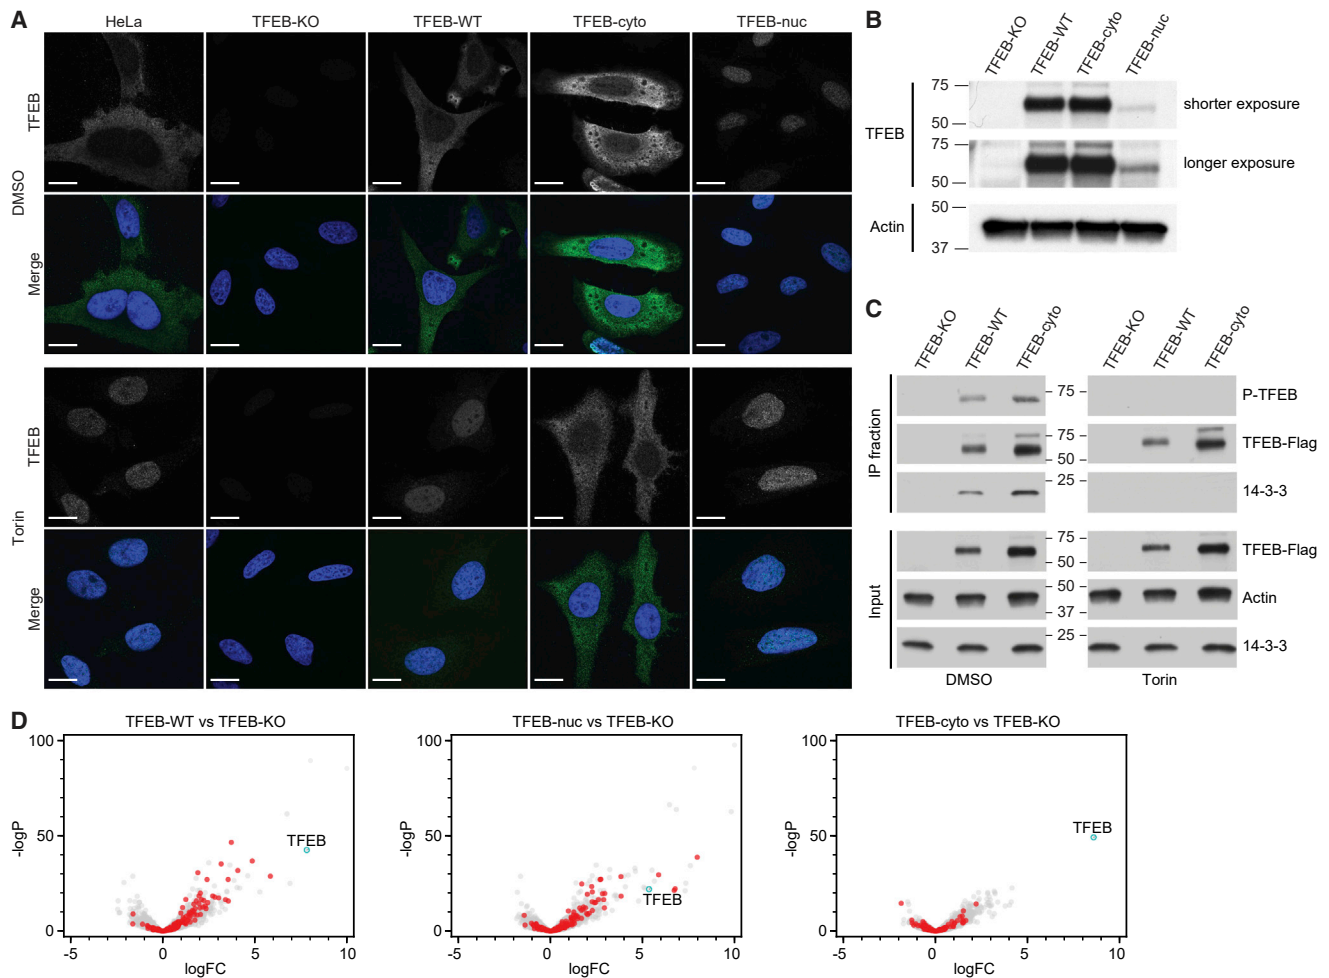 A
HeLa TFEB-KO TFEB-WT TFEB-cyto TFEB-nuc
DMSO
TFEB
Merge
Torin
TFEB
Merge
B
TFEB-KO TFEB-WT TFEB-cyto TFEB-nuc
TFEB
75
50
shorter exposure
75
50
longer exposure
Actin
50
37
C
TFEB-KO TFEB-WT TFEB-cyto TFEB-KO TFEB-WT TFEB-cyto
IP fraction
75 P-TFEB
75
50
TFEB-Flag
25 14-3-3
Input
75
50
TFEB-Flag
50
37
Actin
25 14-3-3
DMSO Torin
D
TFEB-WT vs TFEB-KO
100
50
0
-logP
TFEB
-5 0 5 10
logFC
TFEB-nuc vs TFEB-KO
100
50
0
-logP
TFEB
-5 0 5 10
logFC
TFEB-cyto vs TFEB-KO
100
50
0
-logP
TFEB
-5 0 5 10
logFC